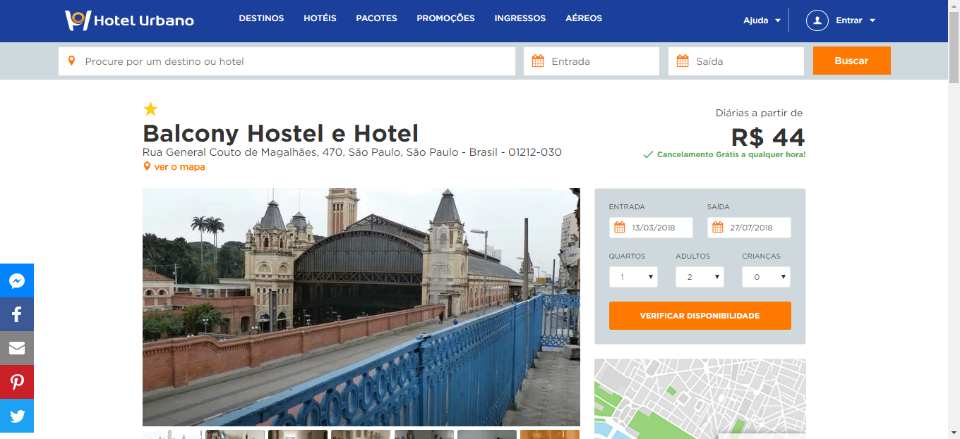 Hotel Urbano
DESTINOS HOTÉIS PACOTES PROMOÇÕES INGRESSOS AÉREOS
Ajuda Entrar
Procure por um destino ou hotel Entrada Saída Buscar
Balcony Hostel e Hotel
Rua General Couto de Magalhães, 470, São Paulo, São Paulo - Brasil - 01212-030
ver o mapa
Diárias a partir de
R$ 44
Cancelamento Grátis a qualquer hora!
ENTRADA SAÍDA
13/03/2018 27/07/2018
QUARTOS ADULTOS CRIANÇAS
1 2 0
VERIFICAR DISPONIBILIDADE